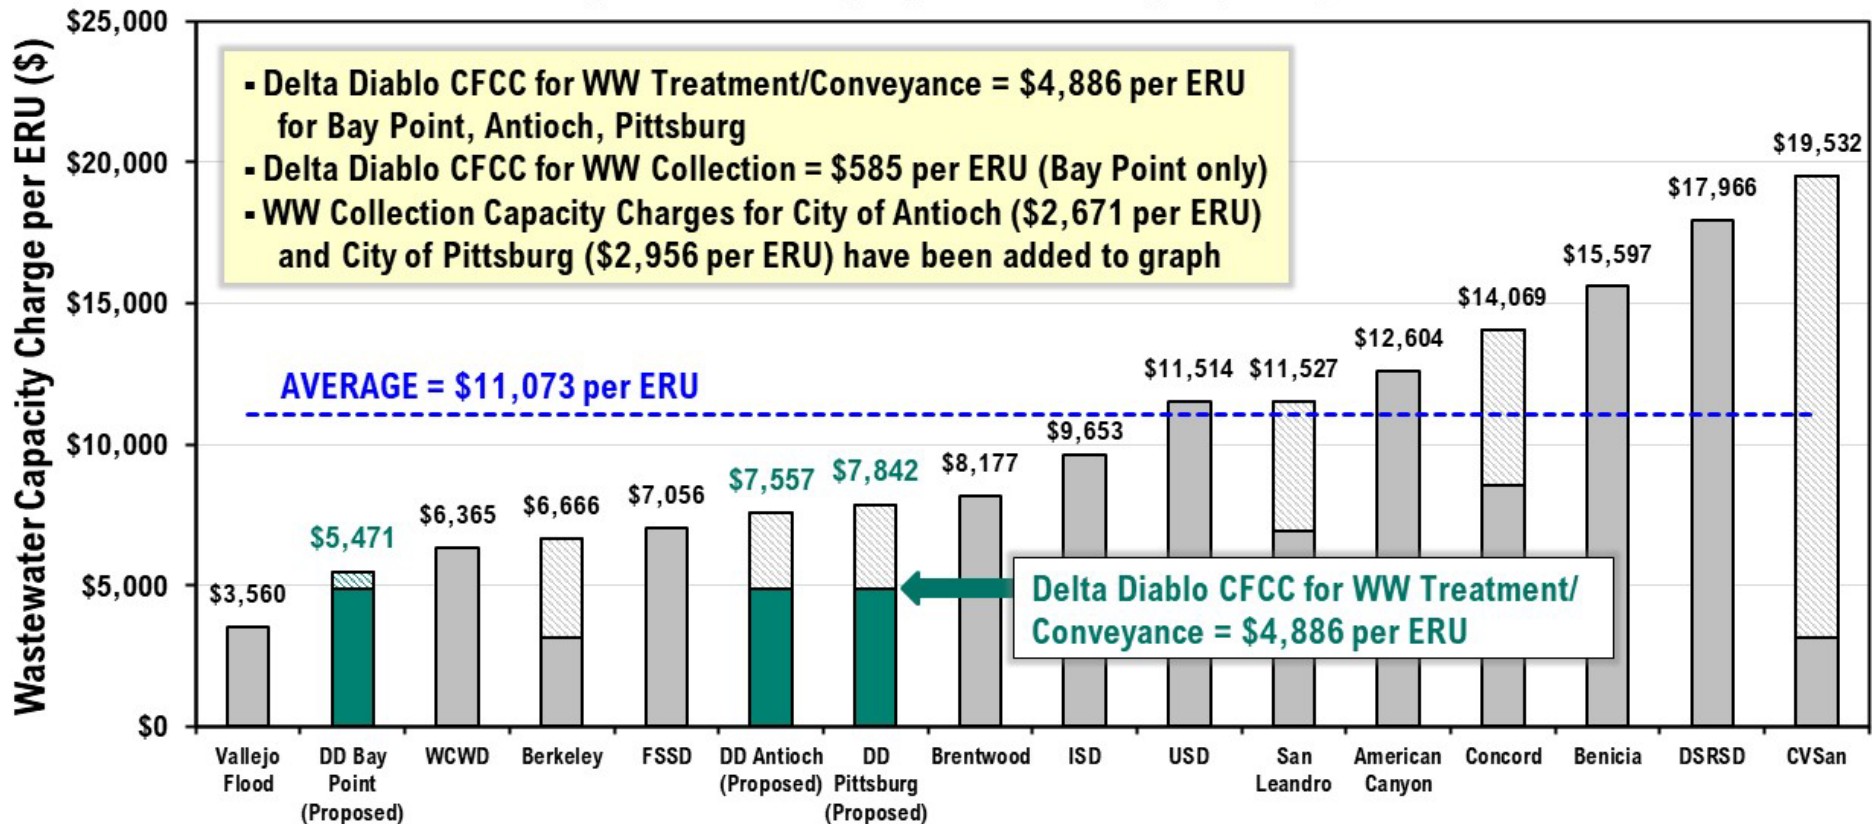 Wastewater Capacity Charge per ERU ($)
$25,000
$20,000
$15,000
$10,000
$5,000
$0
- Delta Diablo CFCC for WW Treatment/Conveyance = $4,886 per ERU
for Bay Point, Antioch, Pittsburg
- Delta Diablo CFCC for WW Collection = $585 per ERU (Bay Point only)
- WW Collection Capacity Charges for City of Antioch ($2,671 per ERU)
and City of Pittsburg ($2,956 per ERU) have been added to graph
AVERAGE = $11,073 per ERU
$3,560
$5,471
$6,365
$6,666
$7,056
$7,557
$7,842
$8,177
$9,653
$11,514
$11,527
$12,604
$14,069
$15,597
$17,966
$19,532
Delta Diablo CFCC for WW Treatment/
Conveyance = $4,886 per ERU
Vallejo
Flood
DD Bay
Point
(Proposed)
WCWD
Berkeley
FSSD
DD Antioch
(Proposed)
DD
Pittsburg
(Proposed)
Brentwood
ISD
USD
San
Leandro
American
Canyon
Concord
Benicia
DSRSD
CVSan